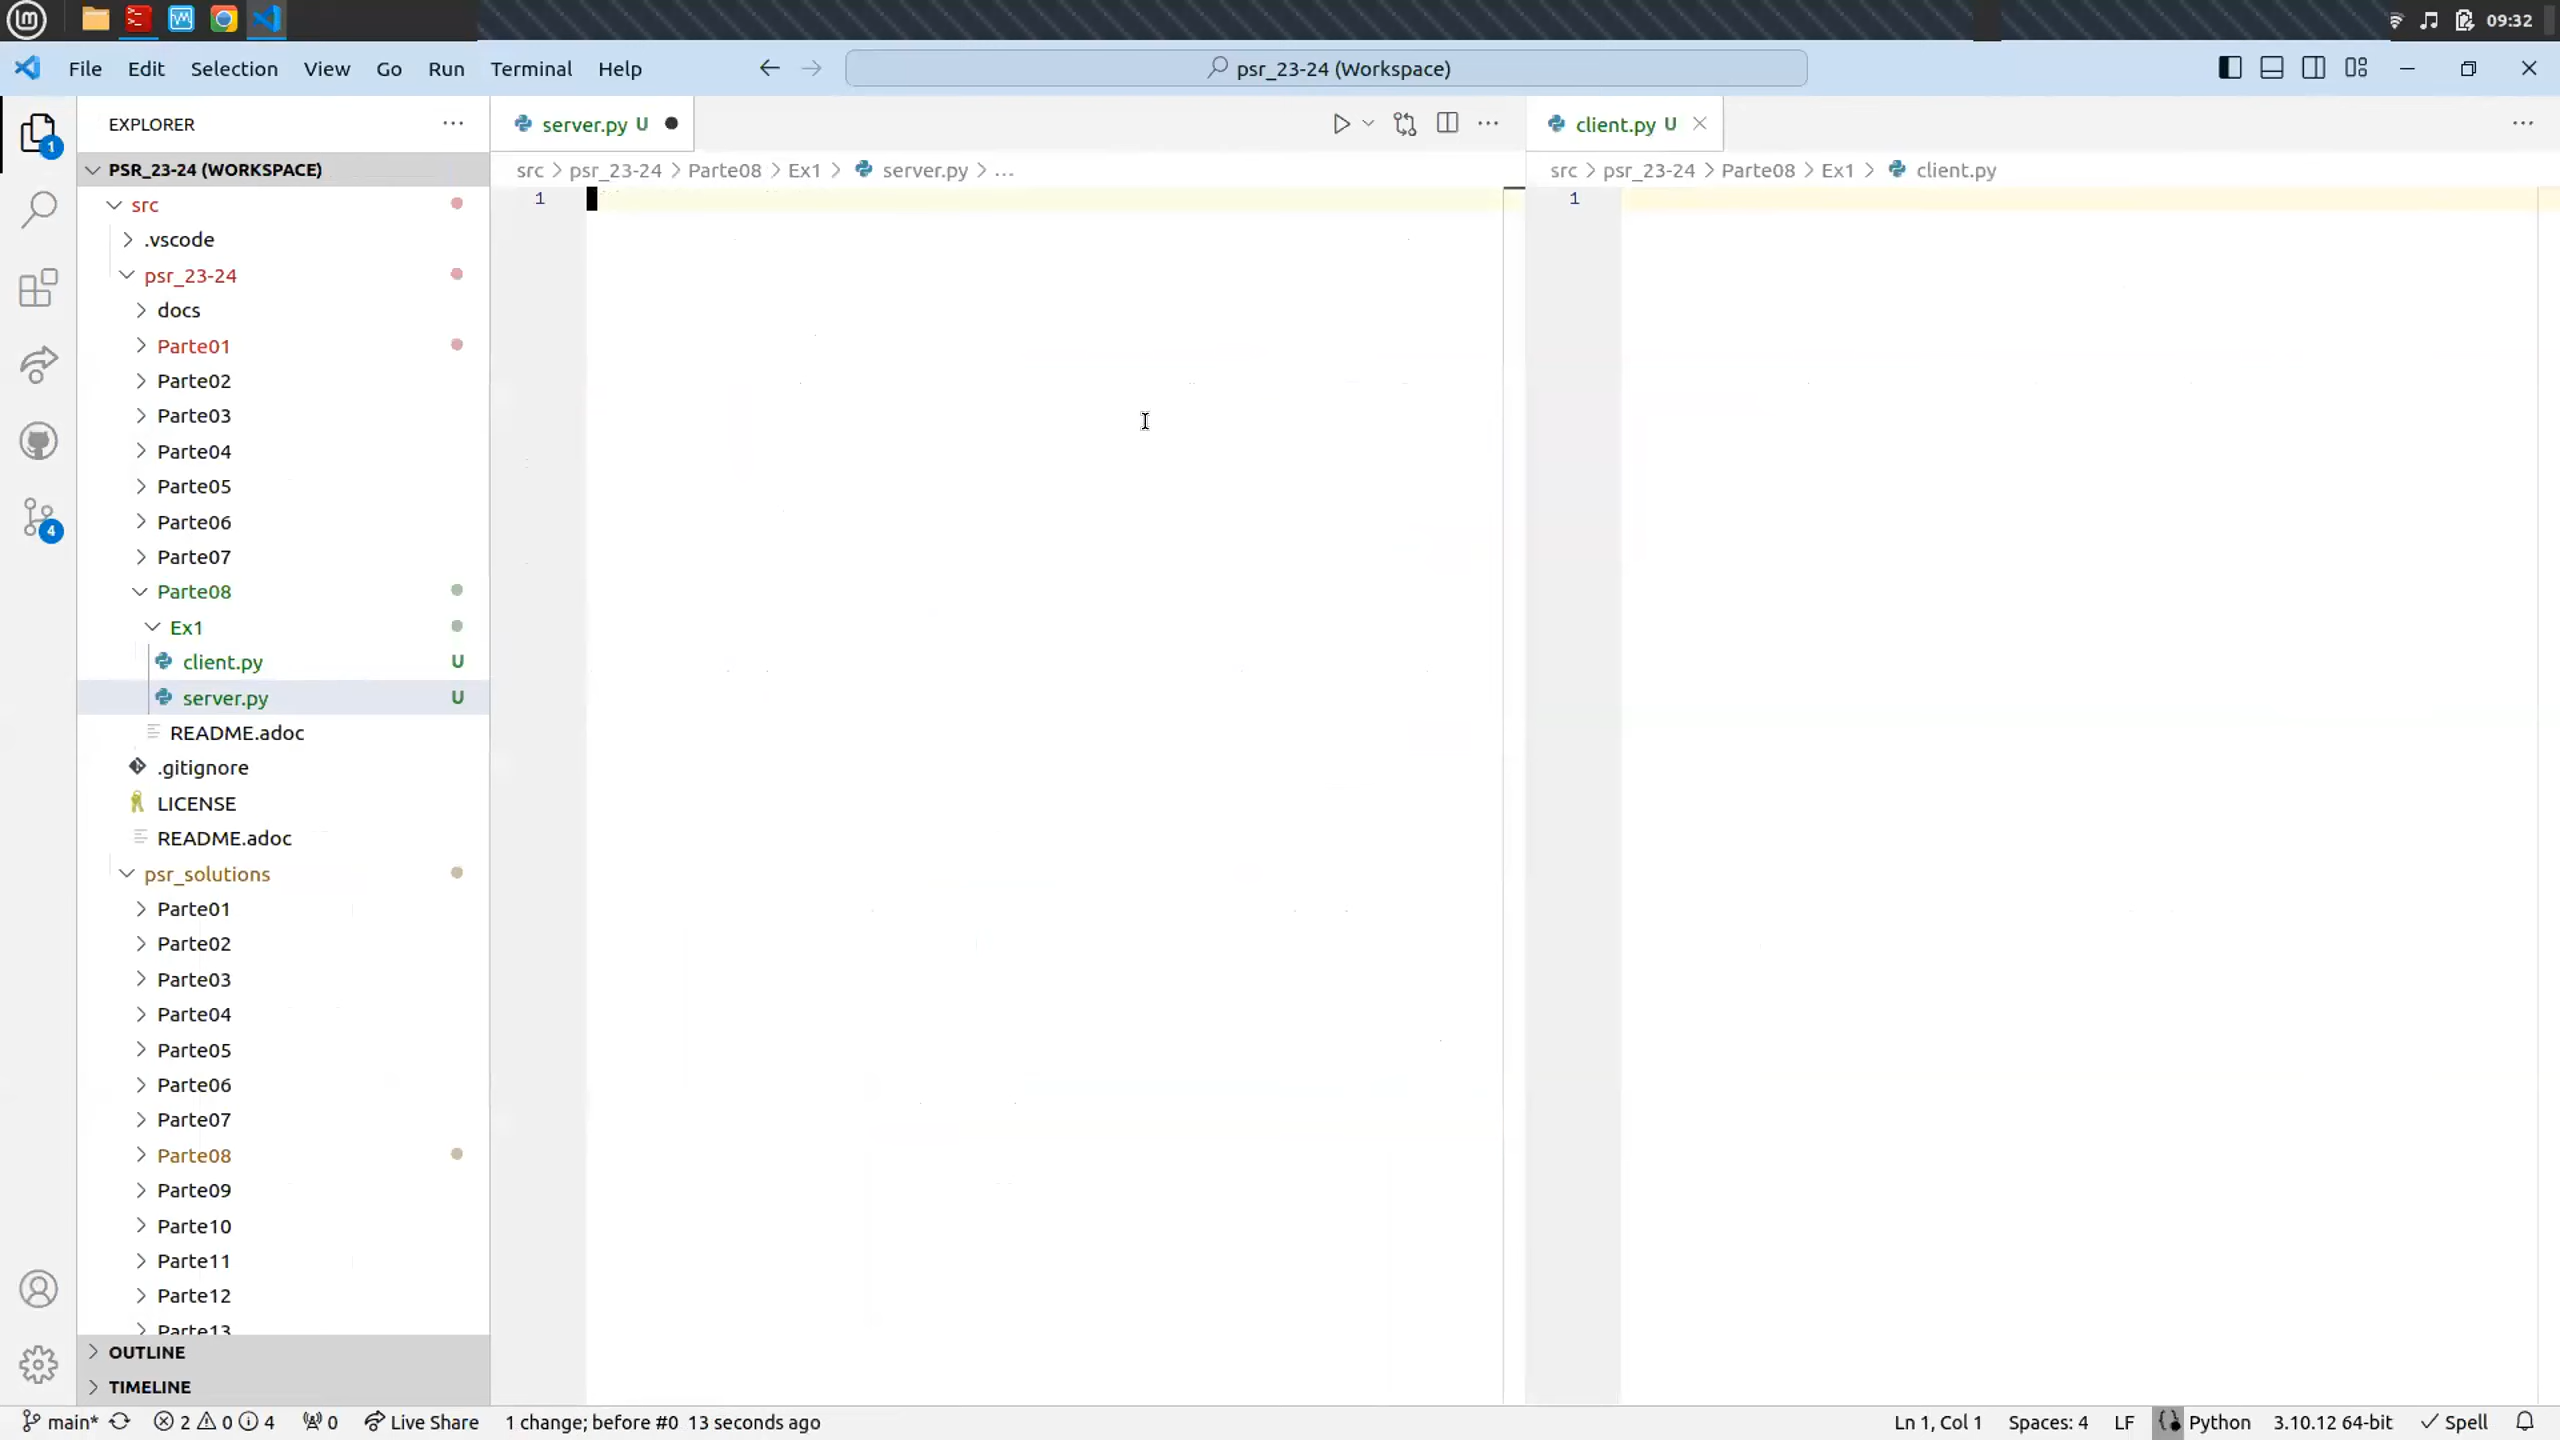 09:32
File Edit Selection View Go Run Terminal Help
psr_23-24 (Workspace)
EXPLORER
server.py U
client.py U
PSR_23-24 (WORKSPACE)
src > psr_23-24 > Parte08 > Ex1 > server.py > ...
src > psr_23-24 > Parte08 > Ex1 > client.py
1
1
1
4
src
.vscode
psr_23-24
docs
Parte01
Parte02
Parte03
Parte04
Parte05
Parte06
Parte07
Parte08
Ex1
client.py U
server.py U
README.adoc
.gitignore
LICENSE
README.adoc
psr_solutions
Parte01
Parte02
Parte03
Parte04
Parte05
Parte06
Parte07
Parte08
Parte09
Parte10
Parte11
Parte12
Parte13
OUTLINE
TIMELINE
main* 2 0 4 0 Live Share 1 change; before #0 13 seconds ago
Ln 1, Col 1 Spaces: 4 LF Python 3.10.12 64-bit Spell